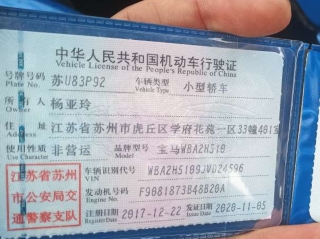 中华人民共和国机动车行驶证
Vehicle License of the People's Republic of China
号牌号码 苏U83P92 车辆类型 小型轿车
Plate No. Vehicle Type
所有人 杨亚玲
Owner
住址 江苏省苏州市虎丘区学府花苑一区33幢401室
Address
使用性质 非营运 品牌型号 宝马WBA2H510
Use Character Model
江苏省苏州市公安局交通警察支队
车辆识别代号 WBA2H5109JWD24596
VIN
发动机号码 F9081873B48B20A
Engine No.
注册日期 2017-12-22 发证日期 2020-11-05
Register Date Issue Date